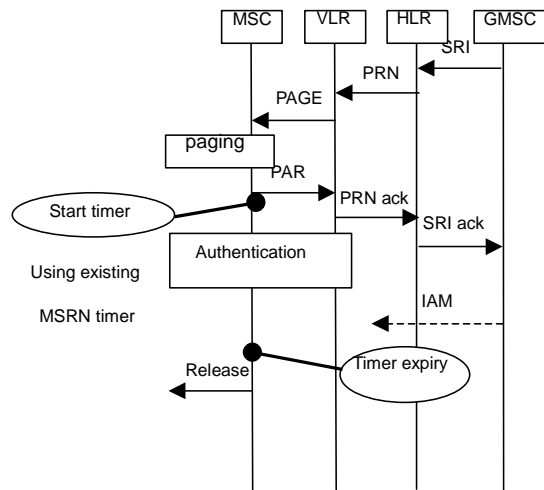 MSC
VLR
HLR
GMSC
SRI
PRN
PAGE
paging
PAR
Start timer
PRN ack
SRI ack
Authentication
Using existing
MSRN timer
IAM
Timer expiry
Release